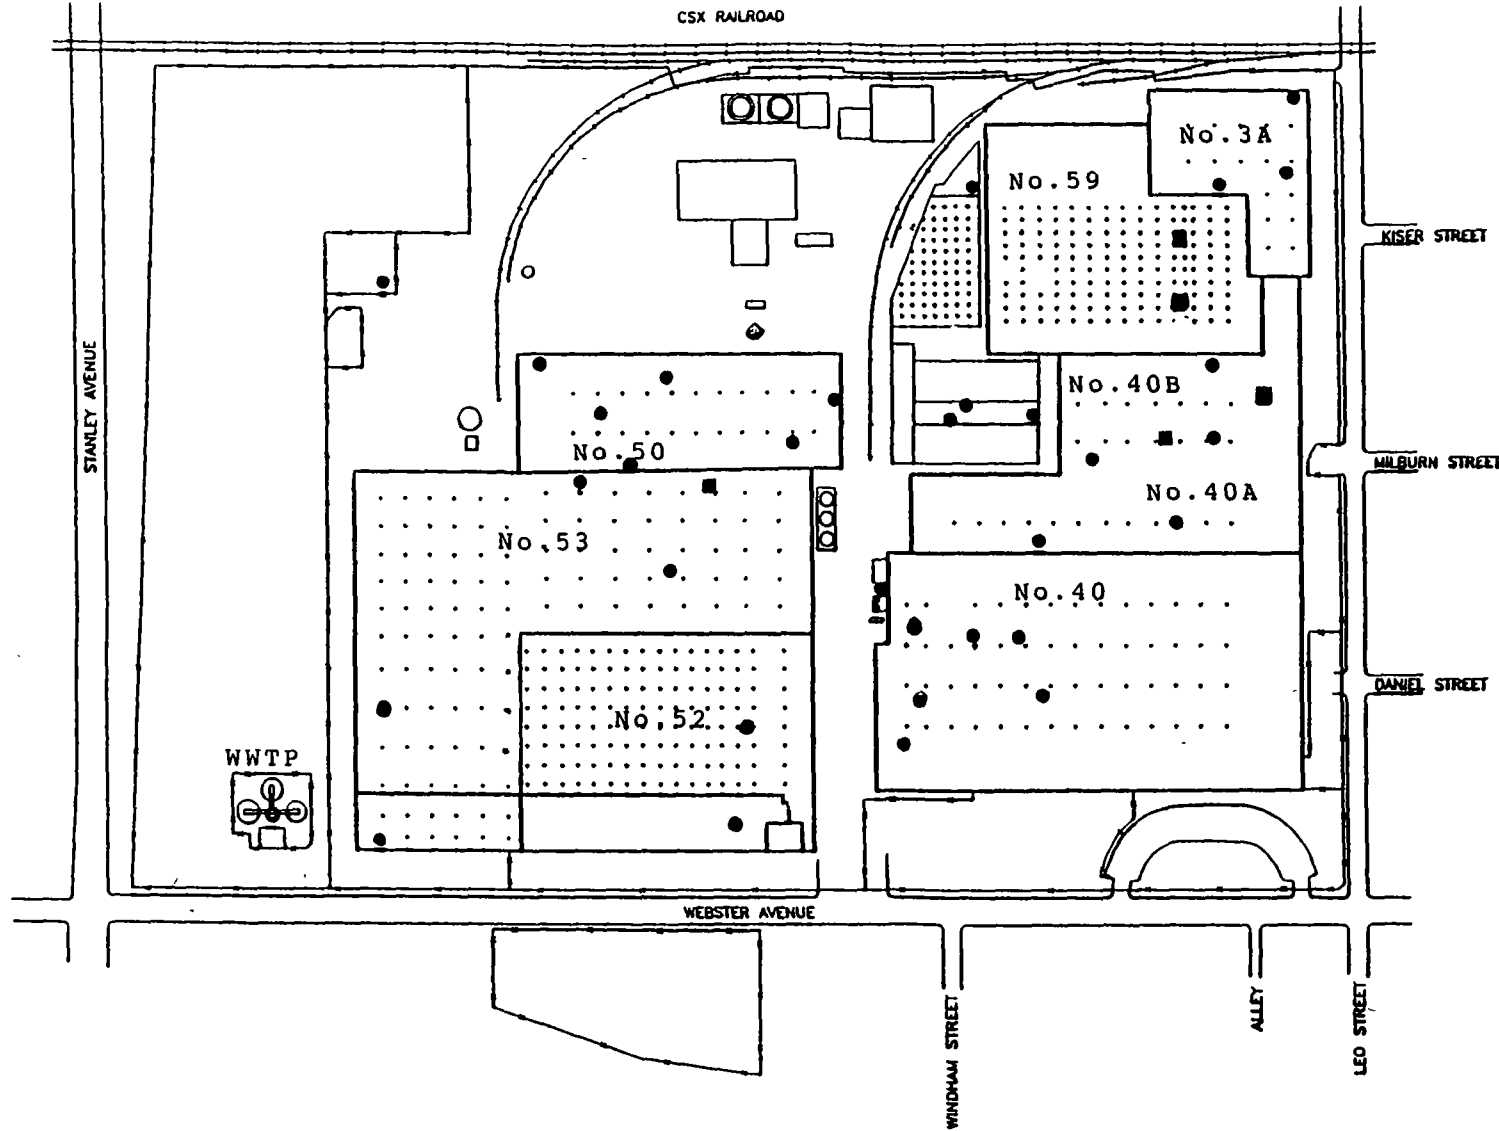 CSX RAILROAD
No.3A
No.59
KISER STREET
STANLEY AVENUE
No.40B
No.50
MILBURN STREET
No.40A
No.53
No.40
DANIEL STREET
No.52
WWTP
WEBSTER AVENUE
WINDHAM STREET
ALLEY
LEO STREET